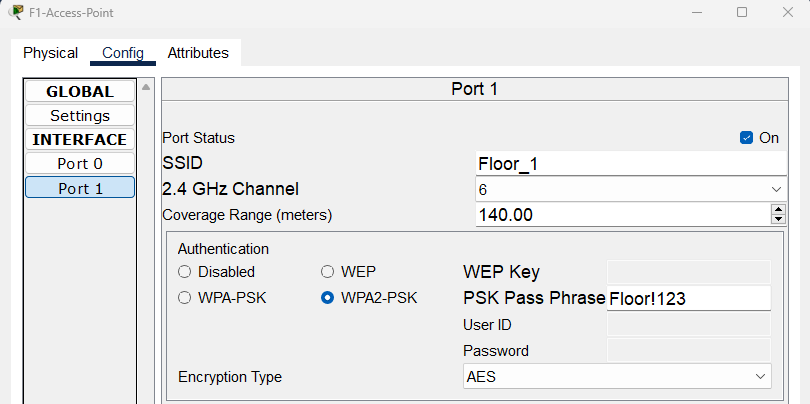 F1-Access-Point
Physical Config Attributes
GLOBAL
Settings
INTERFACE
Port 0
Port 1
Port 1
Port Status On
SSID Floor_1
2.4 GHz Channel 6
Coverage Range (meters) 140.00
Authentication
Disabled WEP WEP Key
WPA-PSK WPA2-PSK PSK Pass Phrase Floor!123
User ID
Password
Encryption Type AES